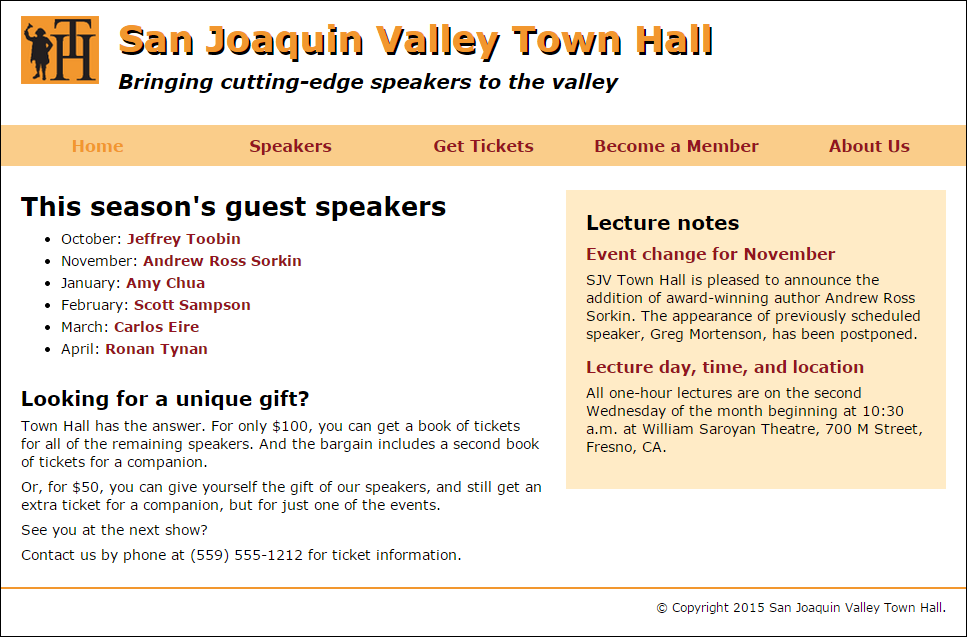 TH
San Joaquin Valley Town Hall
Bringing cutting-edge speakers to the valley
Home Speakers Get Tickets Become a Member About Us
This season's guest speakers
October: Jeffrey Toobin
November: Andrew Ross Sorkin
January: Amy Chua
February: Scott Sampson
March: Carlos Eire
April: Ronan Tynan
Looking for a unique gift?
Town Hall has the answer. For only $100, you can get a book of tickets
for all of the remaining speakers. And the bargain includes a second book
of tickets for a companion.
Or, for $50, you can give yourself the gift of our speakers, and still get an
extra ticket for a companion, but for just one of the events.
See you at the next show?
Contact us by phone at (559) 555-1212 for ticket information.
Lecture notes
Event change for November
SJV Town Hall is pleased to announce the
addition of award-winning author Andrew Ross
Sorkin. The appearance of previously scheduled
speaker, Greg Mortenson, has been postponed.
Lecture day, time, and location
All one-hour lectures are on the second
Wednesday of the month beginning at 10:30
a.m. at William Saroyan Theatre, 700 M Street,
Fresno, CA.
© Copyright 2015 San Joaquin Valley Town Hall.